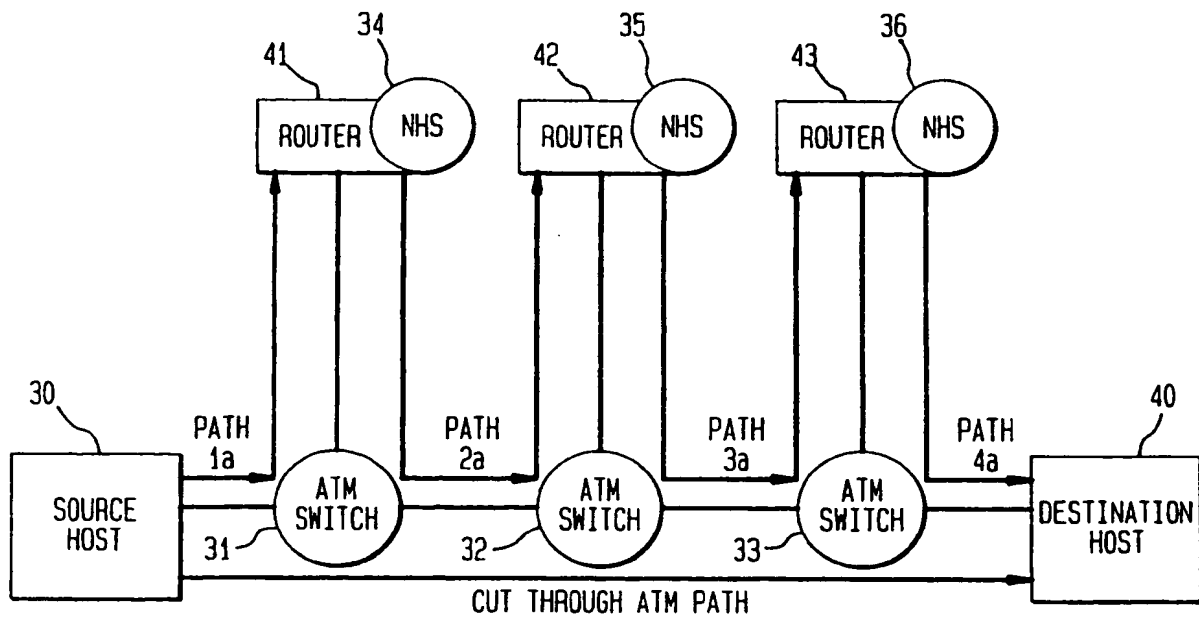 34
35
36
41
42
43
ROUTER
NHS
ROUTER
NHS
ROUTER
NHS
30
40
PATH
1a
PATH
2a
PATH
3a
PATH
4a
SOURCE
HOST
ATM
SWITCH
ATM
SWITCH
ATM
SWITCH
DESTINATION
HOST
31
32
33
CUT THROUGH ATM PATH